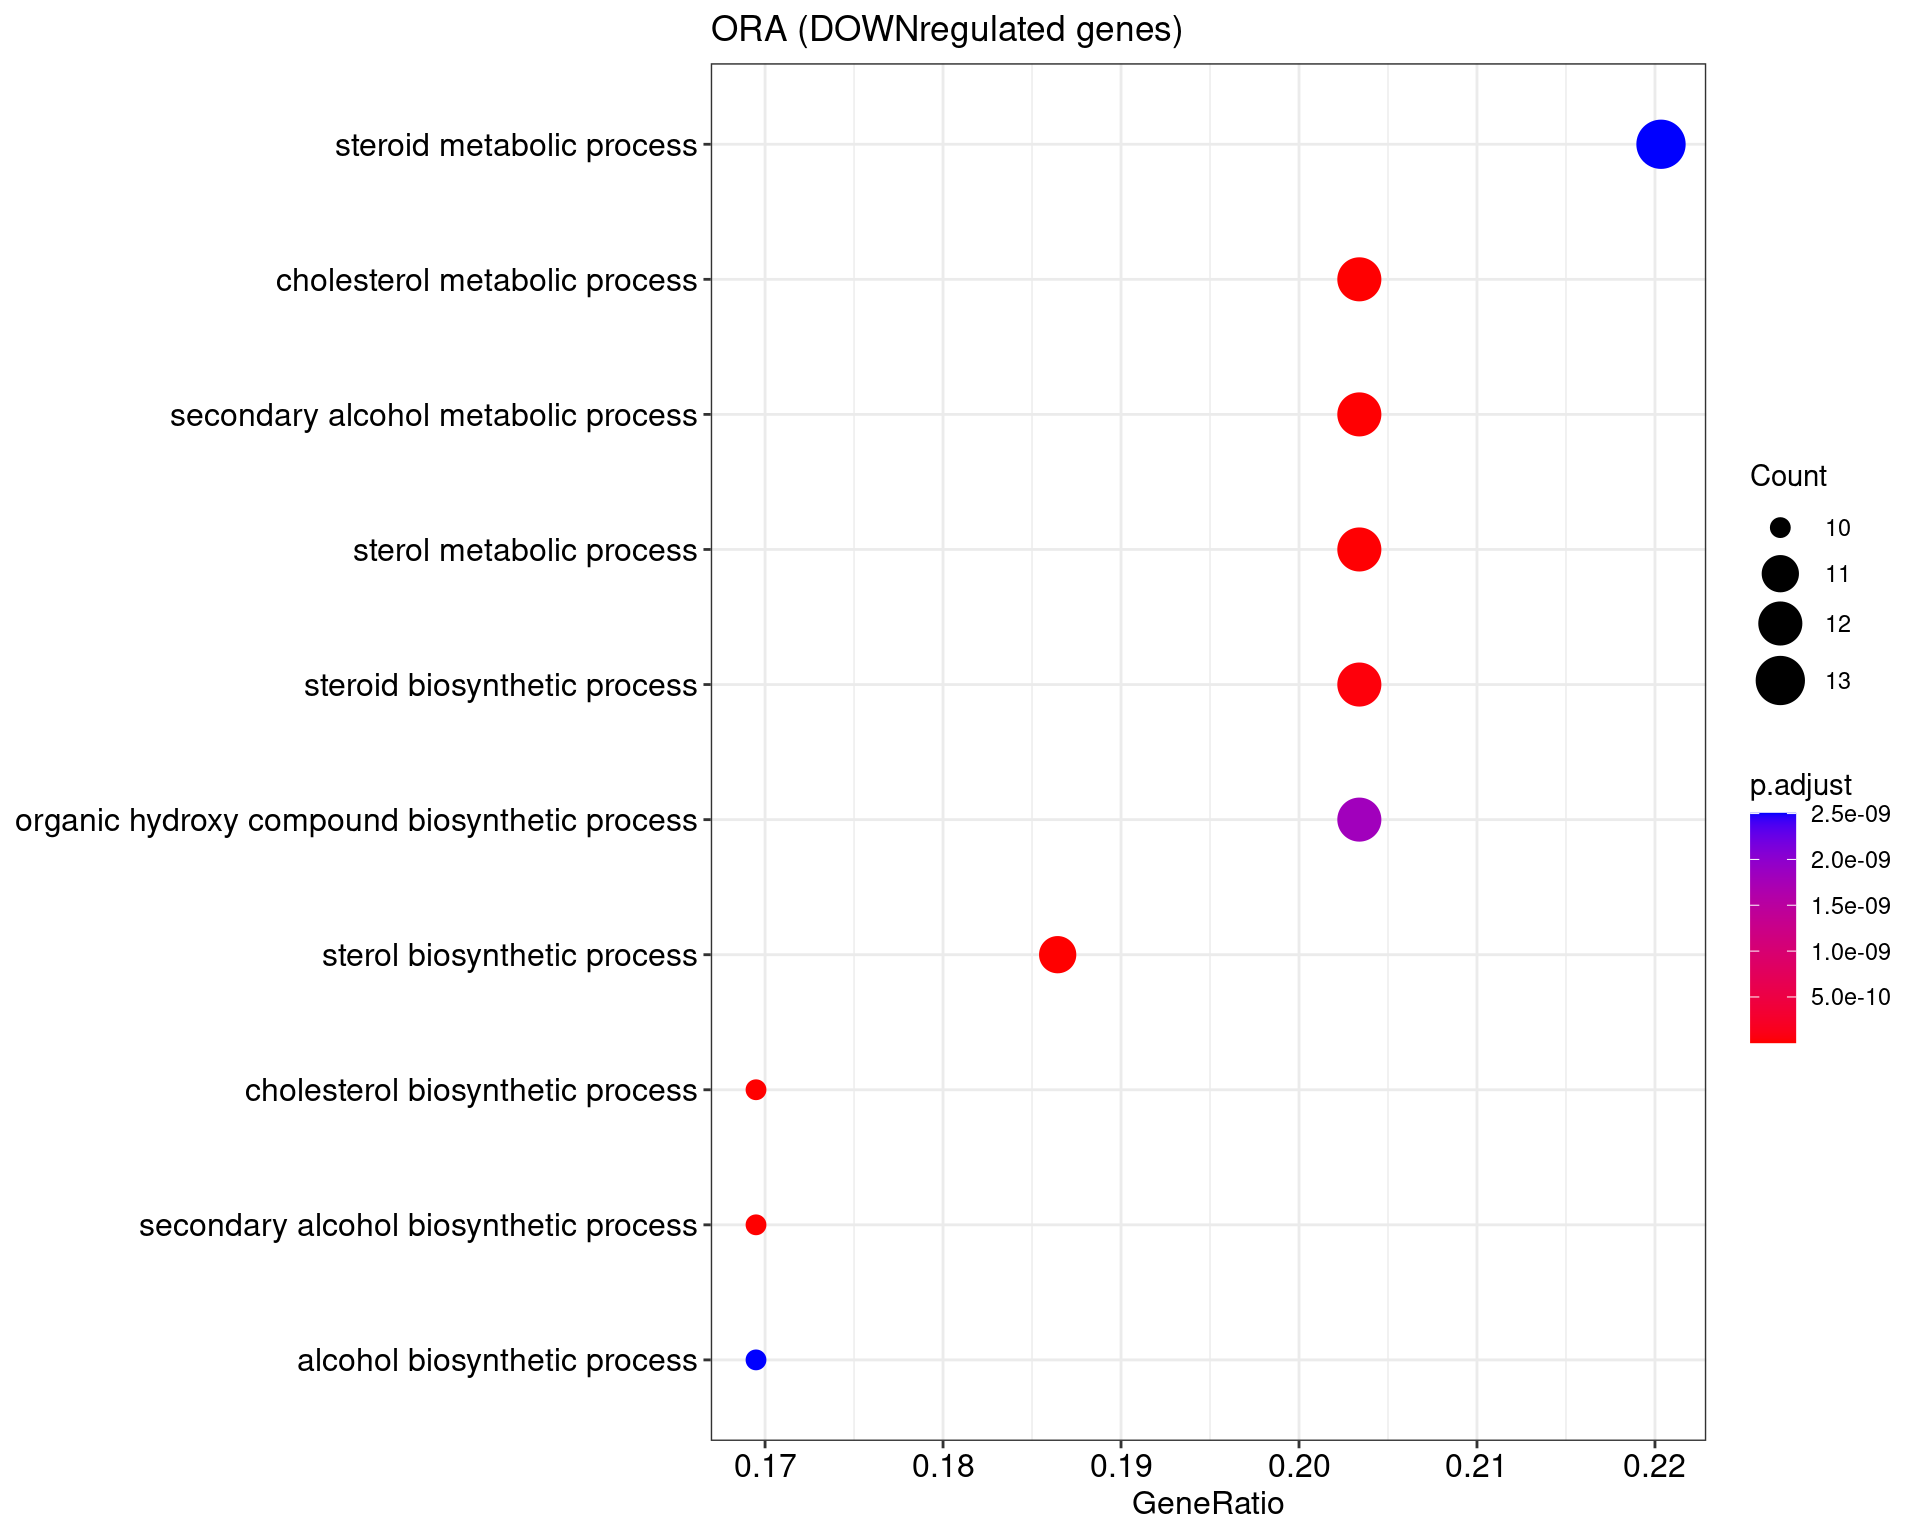 ORA (DOWNregulated genes)
steroid metabolic process
cholesterol metabolic process
secondary alcohol metabolic process
sterol metabolic process
steroid biosynthetic process
organic hydroxy compound biosynthetic process
sterol biosynthetic process
cholesterol biosynthetic process
secondary alcohol biosynthetic process
alcohol biosynthetic process
0.17 0.18 0.19 0.20 0.21 0.22
GeneRatio
Count
10
11
12
13
p.adjust
2.5e-09
2.0e-09
1.5e-09
1.0e-09
5.0e-10